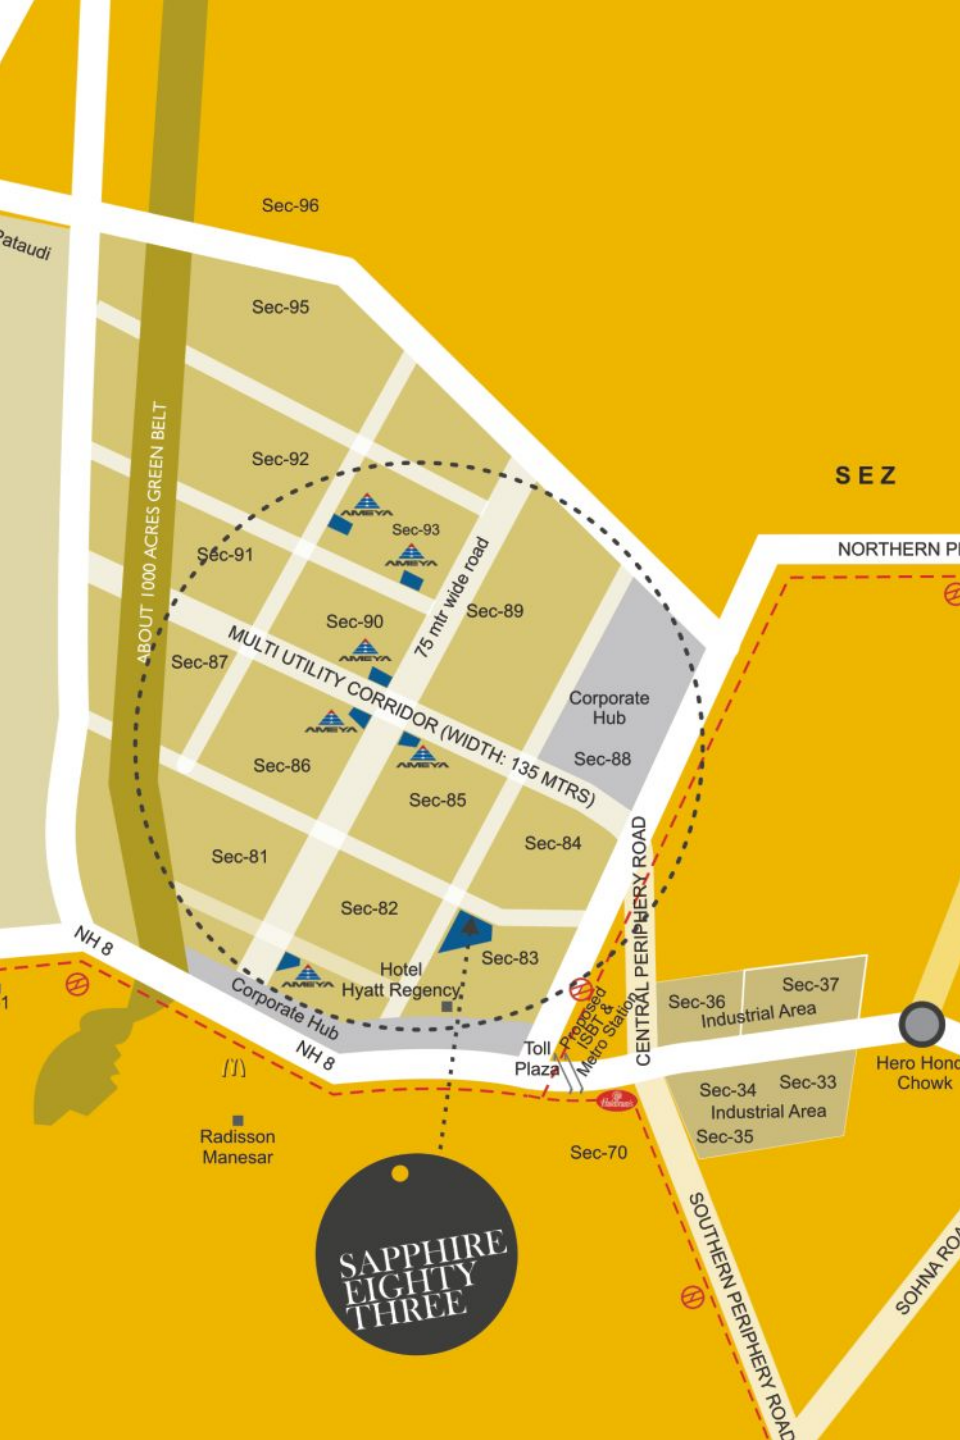 Sec-96
Pataudi
Sec-95
Sec-92
SEZ
AMEYA
Sec-93
AMEYA
NORTHERN
ABOUT 1000 ACRES GREEN BELT
Sec-91
75 mtr wide road
Sec-89
Sec-90
AMEYA
Sec-87
MULTI UTILITY CORRIDOR (WIDTH: 135 MTRS)
Corporate
Hub
Sec-88
AMEYA
AMEYA
Sec-86
Sec-85
Sec-84
Sec-81
CENTRAL PERIPHERY ROAD
Sec-82
NH 8
Sec-83
AMEYA
Hotel
Hyatt Regency
Corporate Hub
Proposed
ISBT &
Metro Station
Sec-36
Sec-37
Industrial Area
NH 8
Toll
Plaza
Hero Hond
Chowk
Haldiram's
Sec-34
Sec-33
Industrial Area
Sec-35
Radisson
Manesar
Sec-70
SAPPHIRE
EIGHTY
THREE
SOUTHERN PERIPHERY ROAD
SOHNA ROA